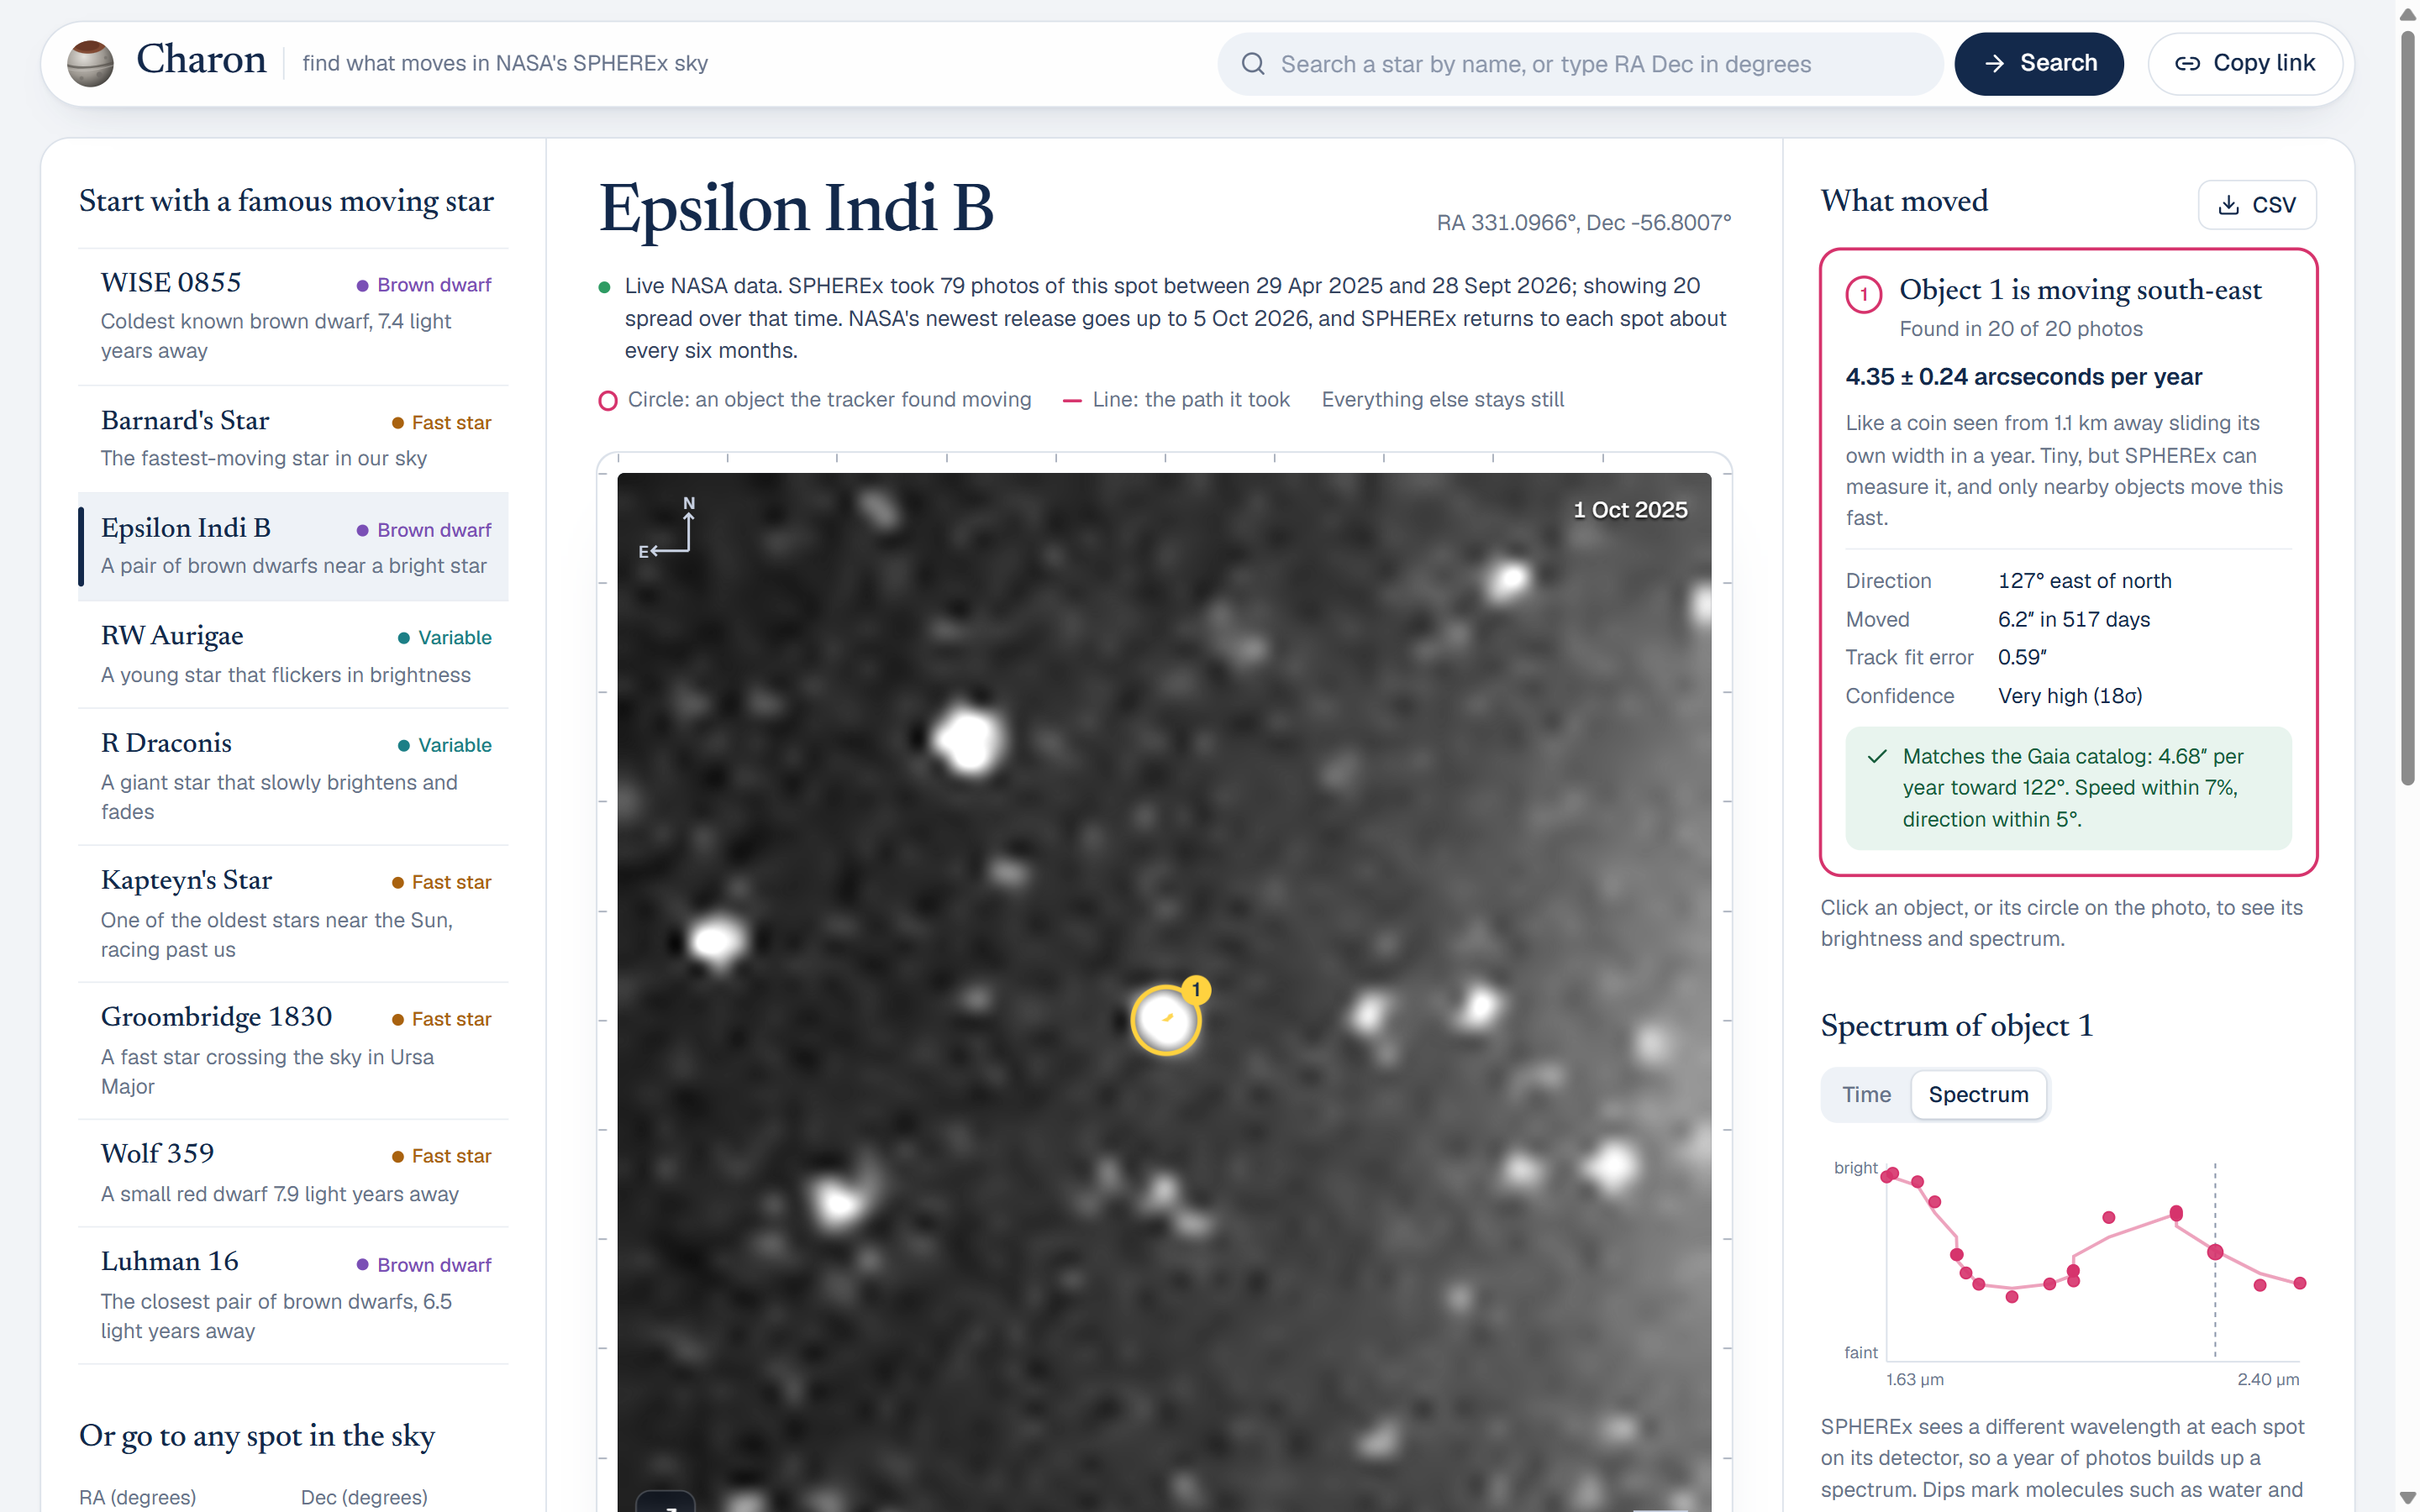 Charon
find what moves in NASA's SPHEREx sky
Search a star by name, or type RA Dec in degrees
Search
Copy link
Start with a famous moving star
WISE 0855
Brown dwarf
Coldest known brown dwarf, 7.4 light
years away
Barnard's Star
Fast star
The fastest-moving star in our sky
Epsilon Indi B
Brown dwarf
A pair of brown dwarfs near a bright star
RW Aurigae
Variable
A young star that flickers in brightness
R Draconis
Variable
A giant star that slowly brightens and
fades
Kapteyn's Star
Fast star
One of the oldest stars near the Sun,
racing past us
Groombridge 1830
Fast star
A fast star crossing the sky in Ursa
Major
Wolf 359
Fast star
A small red dwarf 7.9 light years away
Luhman 16
Brown dwarf
The closest pair of brown dwarfs, 6.5
light years away
Or go to any spot in the sky
RA (degrees)
Dec (degrees)
Epsilon Indi B
RA 331.0966°, Dec -56.8007°
Live NASA data. SPHEREx took 79 photos of this spot between 29 Apr 2025 and 28 Sept 2026; showing 20
spread over that time. NASA's newest release goes up to 5 Oct 2026, and SPHEREx returns to each spot about
every six months.
Circle: an object the tracker found moving
Line: the path it took
Everything else stays still
N
E
1 Oct 2025
1
What moved
CSV
1
Object 1 is moving south-east
Found in 20 of 20 photos
4.35 ± 0.24 arcseconds per year
Like a coin seen from 1.1 km away sliding its
own width in a year. Tiny, but SPHEREx can
measure it, and only nearby objects move this
fast.
Direction 127° east of north
Moved 6.2″ in 517 days
Track fit error 0.59″
Confidence Very high (18σ)
Matches the Gaia catalog: 4.68″ per
year toward 122°. Speed within 7%,
direction within 5°.
Click an object, or its circle on the photo, to see its
brightness and spectrum.
Spectrum of object 1
Time
Spectrum
bright
faint
1.63 µm
2.40 µm
SPHEREx sees a different wavelength at each spot
on its detector, so a year of photos builds up a
spectrum. Dips mark molecules such as water and